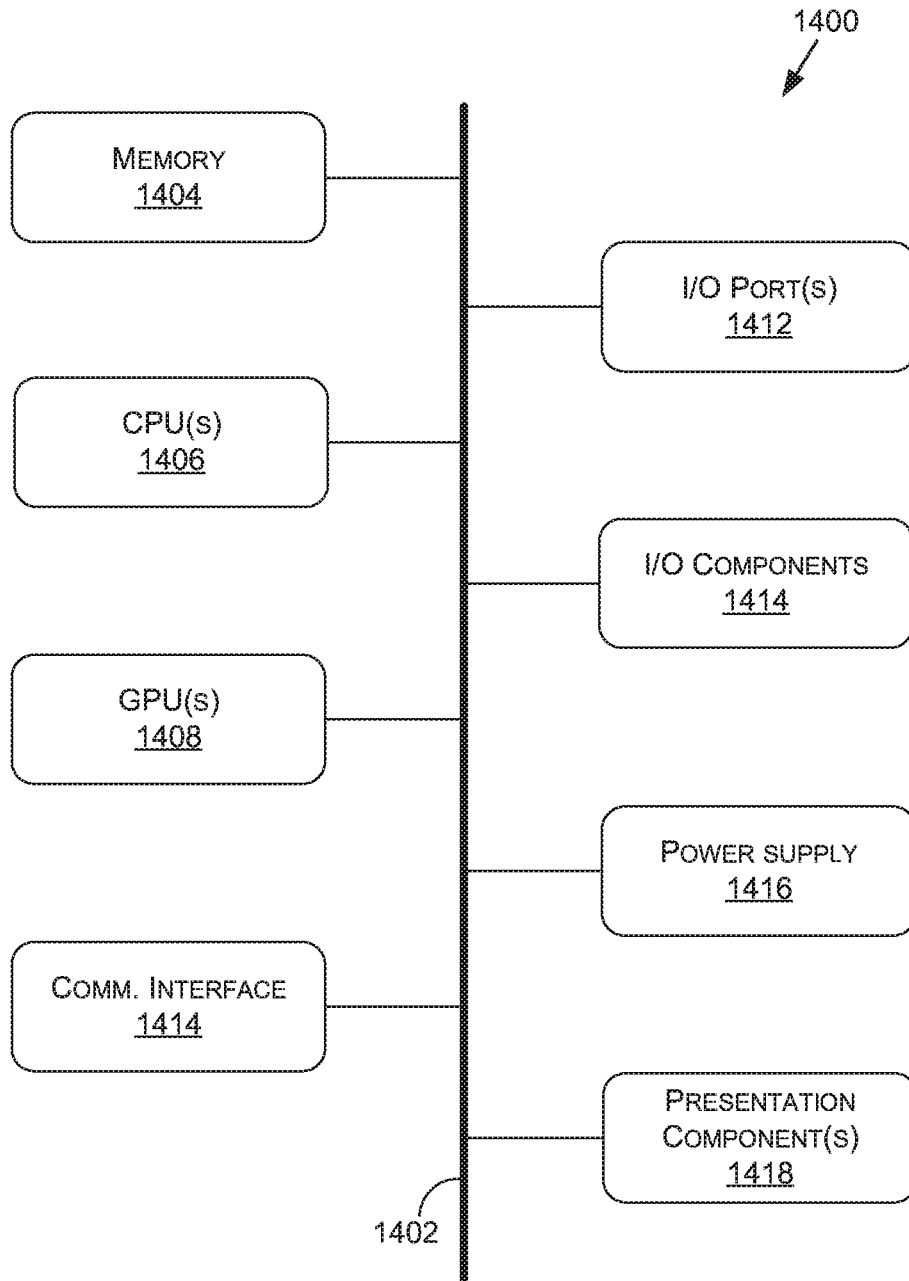 1400
MEMORY
1404
I/O PORT(S)
1412
CPU(S)
1406
I/O COMPONENTS
1414
GPU(S)
1408
POWER SUPPLY
1416
COMM. INTERFACE
1414
PRESENTATION
COMPONENT(S)
1418
1402